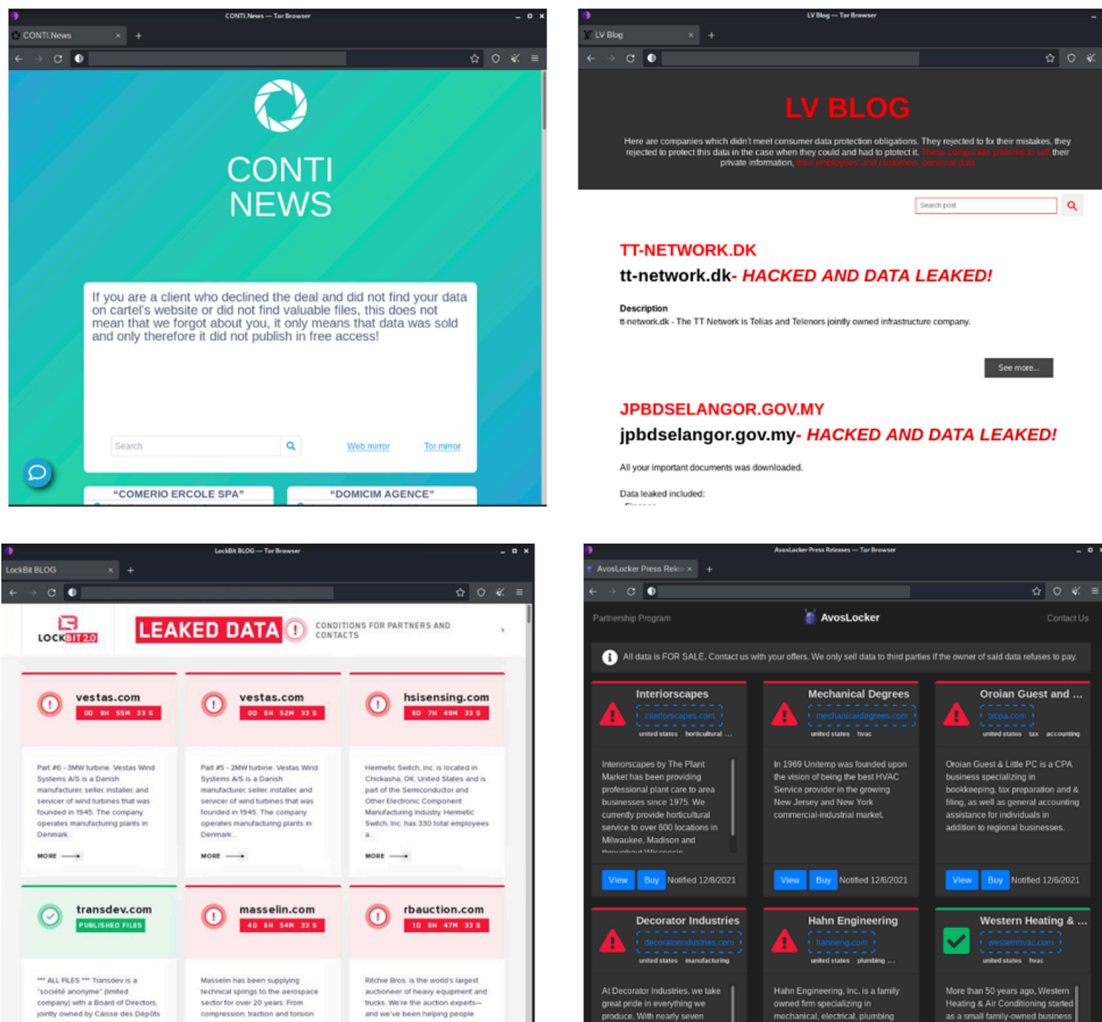 CONTI.News — Tor Browser
CONTI.News
CONTI
NEWS
If you are a client who declined the deal and did not find your data
on cartel's website or did not find valuable files, this does not
mean that we forgot about you, it only means that data was sold
and only therefore it did not publish in free access!
Search
Web mirror
Tor mirror
“COMERIO ERCOLE SPA”
“DOMICIM AGENCE”
LV Blog — Tor Browser
LV Blog
LV BLOG
Here are companies which didn't meet consumer data protection obligations. They rejected to fix their mistakes, they
rejected to protect this data in the case when they could and had to ptotect it. These companies prefered to sell their
private information, their employees' and customers' personal data.
Search post
TT-NETWORK.DK
tt-network.dk- HACKED AND DATA LEAKED!
Description
tt-network.dk - The TT Network is Telias and Telenors jointly owned infrastructure company.
See more...
JPBDSELANGOR.GOV.MY
jpbdselangor.gov.my- HACKED AND DATA LEAKED!
All your important documents was downloaded.
Data leaked included:
LockBit BLOG — Tor Browser
LockBit BLOG
LOCKBIT 2.0
LEAKED DATA
CONDITIONS FOR PARTNERS AND
CONTACTS
vestas.com
0D 9H 55M 33 S
Part #6 - 3MW turbine. Vestas Wind
Systems A/S is a Danish
manufacturer, seller, installer, and
servicer of wind turbines that was
founded in 1945. The company
operates manufacturing plants in
Denmark...
MORE
vestas.com
0D 9H 52M 33 S
Part #5 - 2MW turbine. Vestas Wind
Systems A/S is a Danish
manufacturer, seller, installer, and
servicer of wind turbines that was
founded in 1945. The company
operates manufacturing plants in
Denmark...
MORE
hsisensing.com
6D 7H 49M 33 S
Hermetic Switch, Inc. is located in
Chickasha, OK, United States and is
part of the Semiconductor and
Other Electronic Component
Manufacturing Industry. Hermetic
Switch, Inc. has 330 total employees
a...
MORE
transdev.com
PUBLISHED FILES
*** ALL FILES *** Transdev is a
"société anonyme" (limited
company) with a Board of Directors,
jointly owned by Caisse des Dépôts
masselin.com
4D 6H 54M 33 S
Masselin has been supplying
technical springs to the aerospace
sector for over 20 years. From
compression, traction and torsion
rbauction.com
1D 8H 47M 33 S
Ritchie Bros. is the world's largest
auctioneer of heavy equipment and
trucks. We're the auction experts—
and we've been helping people
AvosLocker Press Releases — Tor Browser
AvosLocker Press Relea
Partnership Program
AvosLocker
Contact Us
All data is FOR SALE. Contact us with your offers. We only sell data to third parties if the owner of said data refuses to pay.
Interiorscapes
interiorscapes.com
united states horticultural ...
Interiorscapes by The Plant
Market has been providing
professional plant care to area
businesses since 1975. We
currently provide horticultural
service to over 600 locations in
Milwaukee, Madison and
throughout Wisconsin
View Buy Notified 12/8/2021
Mechanical Degrees
mechanicaldegrees.com
united states hvac
In 1969 Unitemp was founded upon
the vision of being the best HVAC
Service provider in the growing
New Jersey and New York
commercial-industrial market.
View Buy Notified 12/6/2021
Oroian Guest and ...
txcpa.com
united states tax accounting
Oroian Guest & Little PC is a CPA
business specializing in
bookkeeping, tax preparation and &
filing, as well as general accounting
assistance for individuals in
addition to regional businesses.
View Buy Notified 12/6/2021
Decorator Industries
decoratorindustries.com
united states manufacturing
At Decorator Industries, we take
great pride in everything we
produce. With nearly seven
Hahn Engineering
hahneng.com
united states plumbing ...
Hahn Engineering, Inc. is a family
owned firm specializing in
mechanical, electrical, plumbing
Western Heating & ...
westernhvac.com
united states hvac
More than 50 years ago, Western
Heating & Air Conditioning started
as a small family-owned business